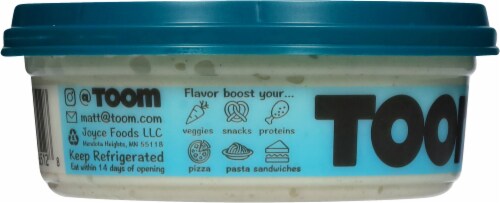 @TOOM
matt@toom.com
Joyce Foods LLC
Mendota Heights, MN 55118
Keep Refrigerated
Eat within 14 days of opening
Flavor boost your...
veggies snacks proteins
pizza pasta sandwiches
TOOM